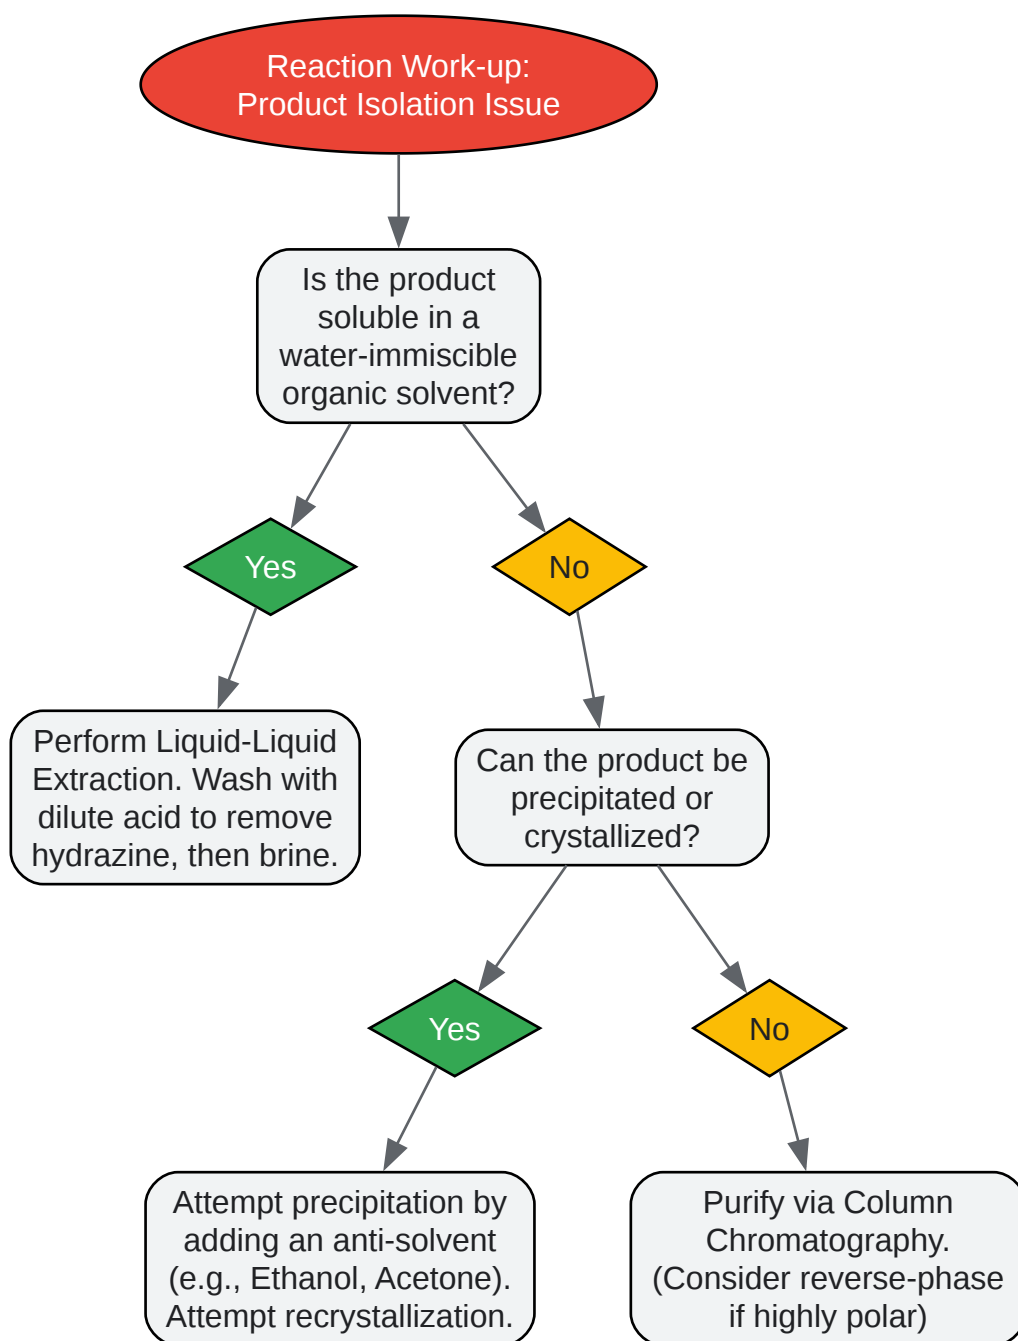 Reaction Work-up:
Product Isolation Issue
Is the product
soluble in a
water-immiscible
organic solvent?
Yes
No
Perform Liquid-Liquid
Extraction. Wash with
dilute acid to remove
hydrazine, then brine.
Can the product be
precipitated or
crystallized?
Yes
No
Attempt precipitation by
adding an anti-solvent
(e.g., Ethanol, Acetone).
Attempt recrystallization.
Purify via Column
Chromatography.
(Consider reverse-phase
if highly polar)